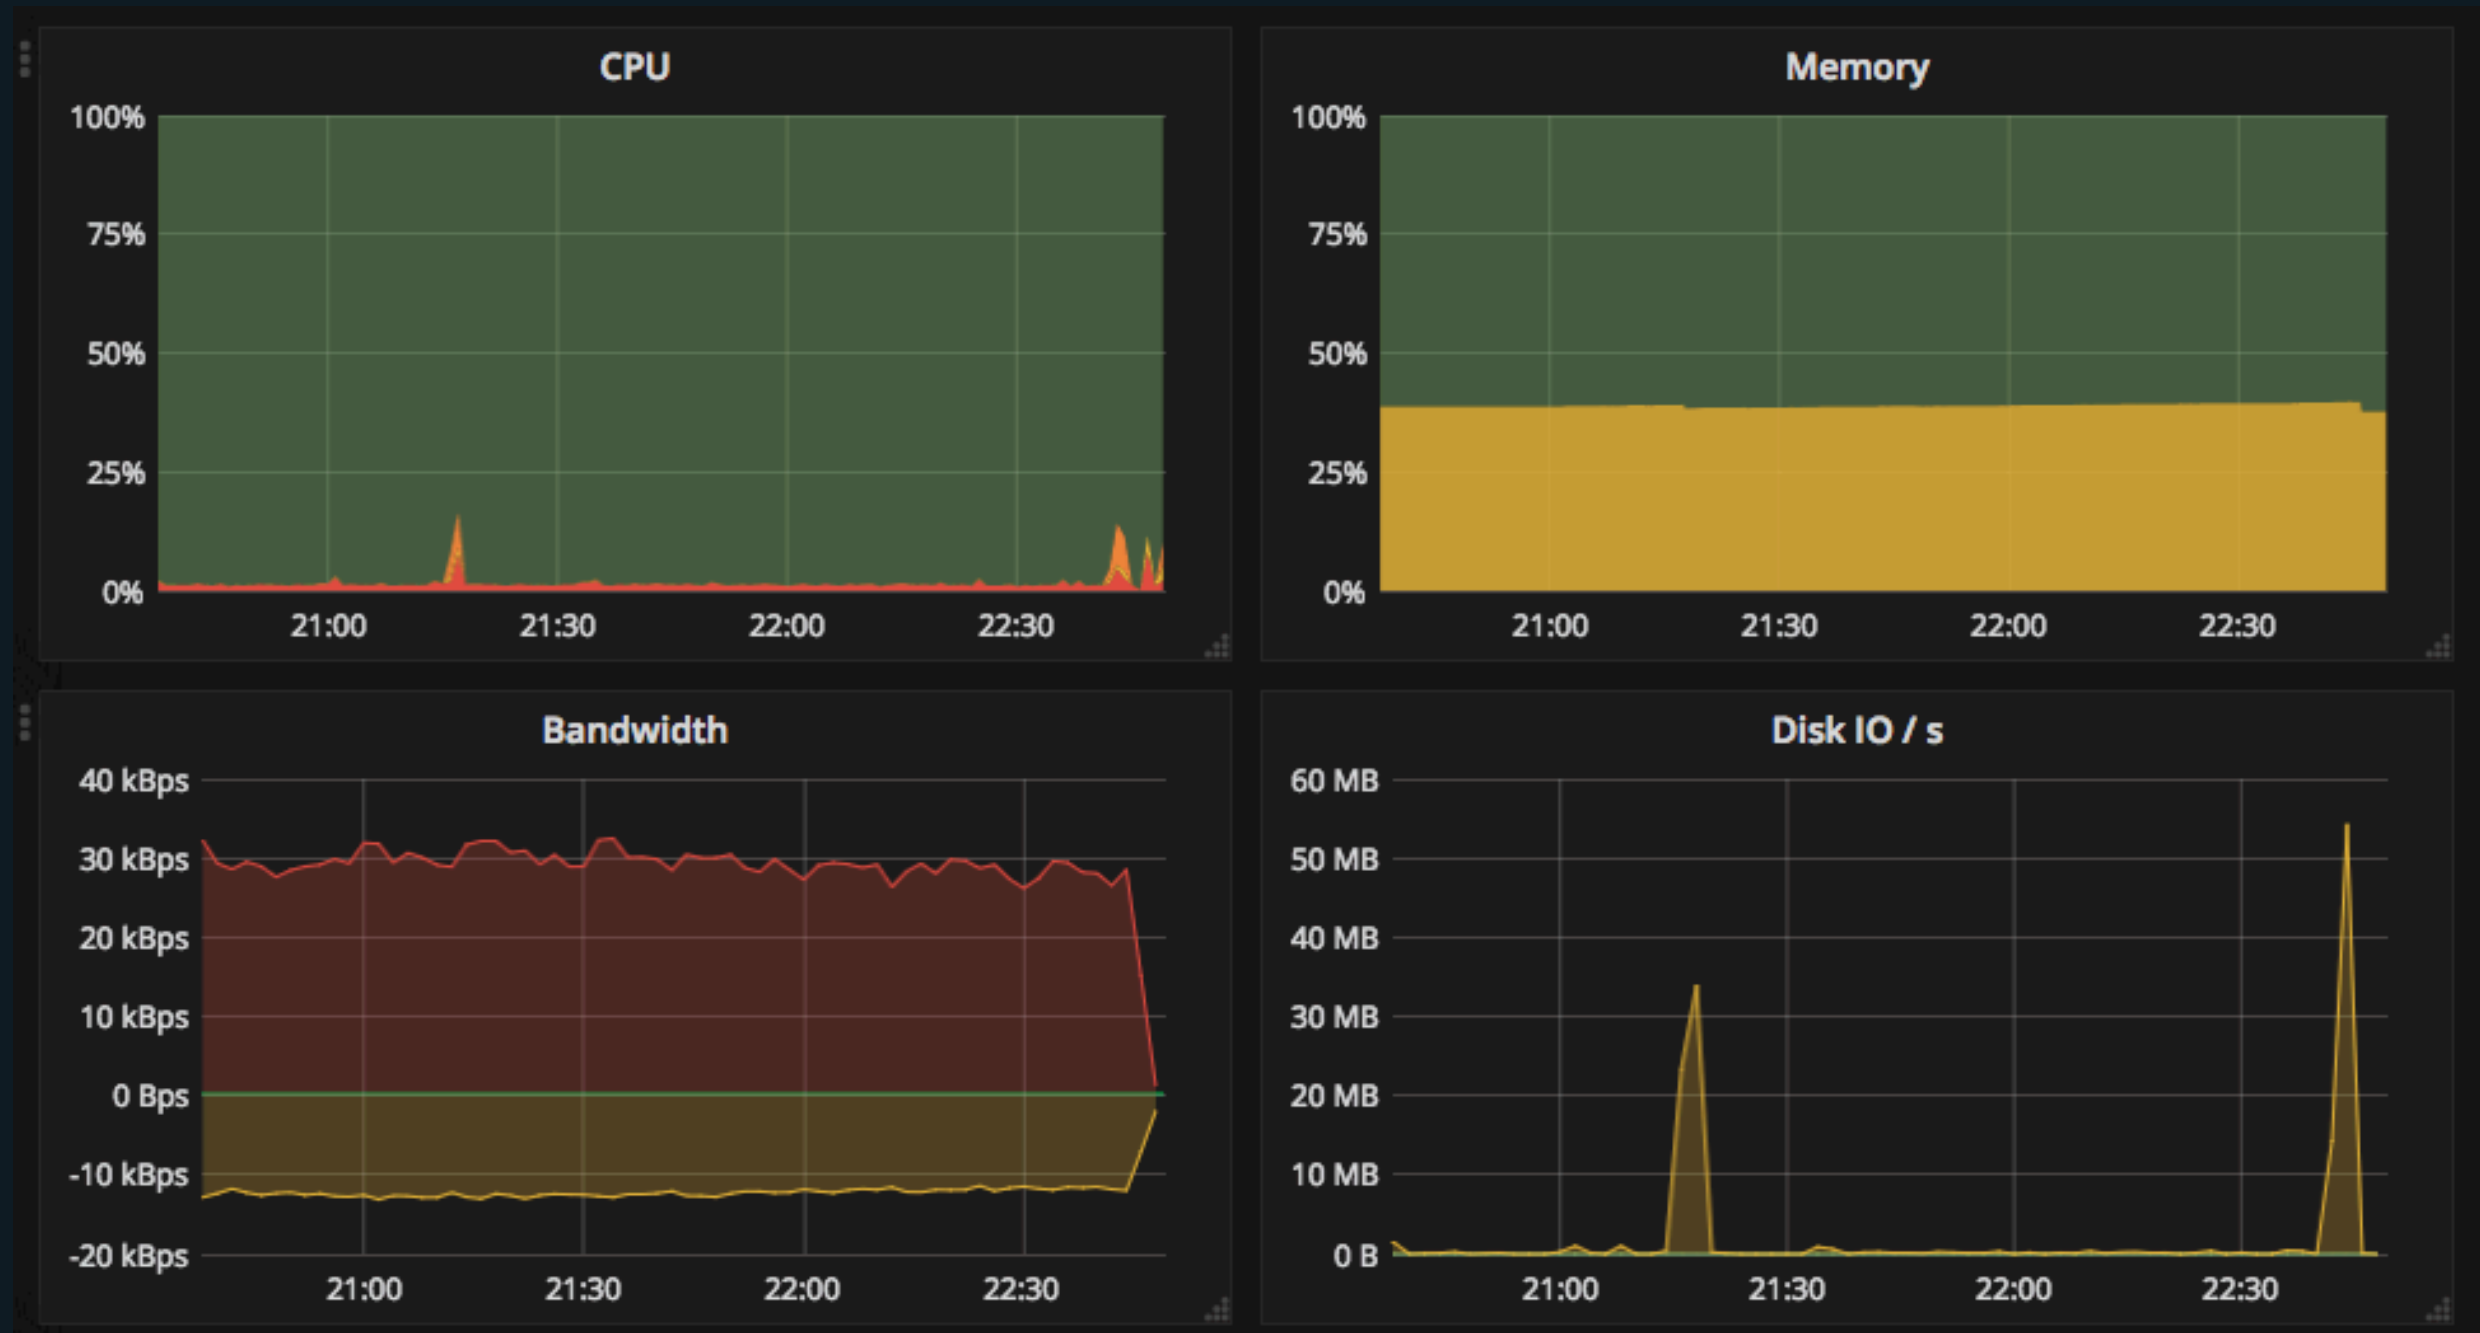 CPU
100%
75%
50%
25%
0%
21:00 21:30 22:00 22:30
Memory
100%
75%
50%
25%
0%
21:00 21:30 22:00 22:30
Bandwidth
40 kBps
30 kBps
20 kBps
10 kBps
0 Bps
-10 kBps
-20 kBps
21:00 21:30 22:00 22:30
Disk IO / s
60 MB
50 MB
40 MB
30 MB
20 MB
10 MB
0 B
21:00 21:30 22:00 22:30